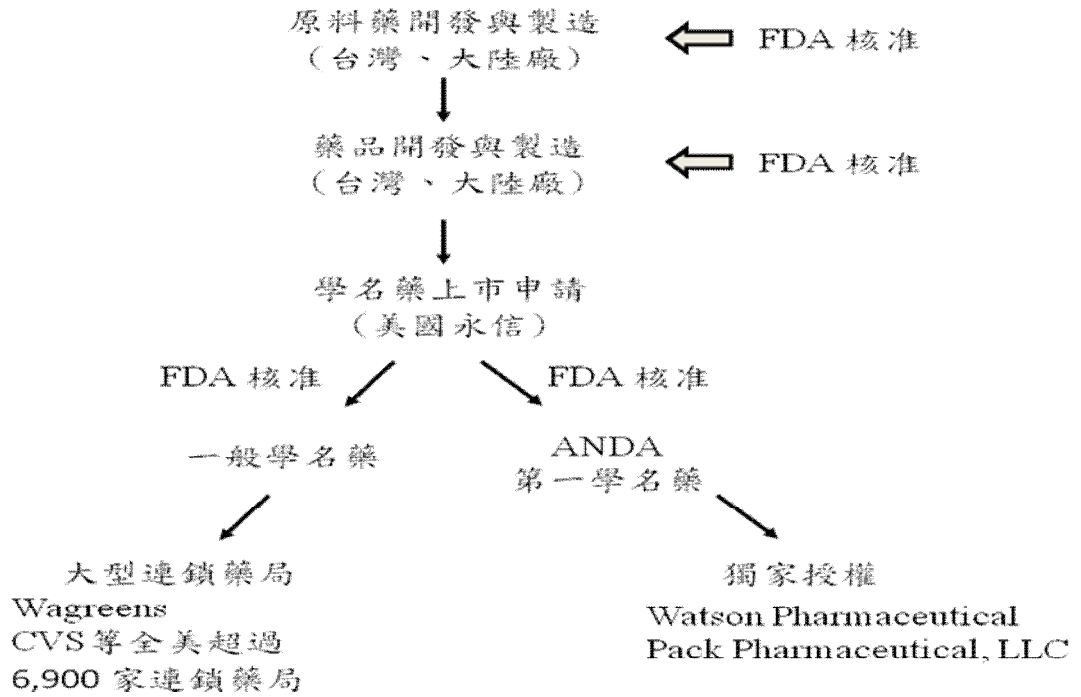 原料藥開發與製造
（台灣、大陸廠）
FDA 核准
藥品開發與製造
（台灣、大陸廠）
FDA 核准
學名藥上市申請
（美國永信）
FDA 核准
FDA 核准
一般學名藥
ANDA
第一學名藥
大型連鎖藥局
Wagreens
CVS等全美超過
6,900 家連鎖藥局
獨家授權
Watson Pharmaceutical
Pack Pharmaceutical, LLC